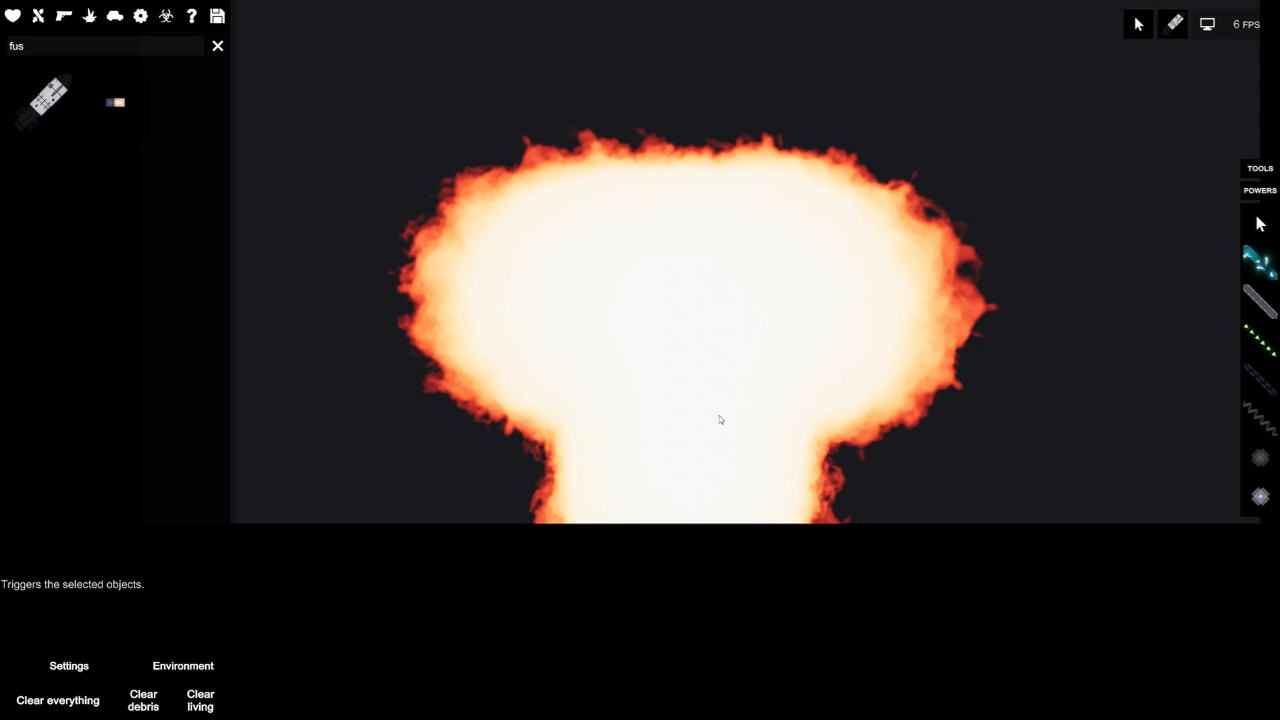 6 FPS
fus
TOOLS
POWERS
Triggers the selected objects.
Settings
Environment
Clear everything
Clear
debris
Clear
living